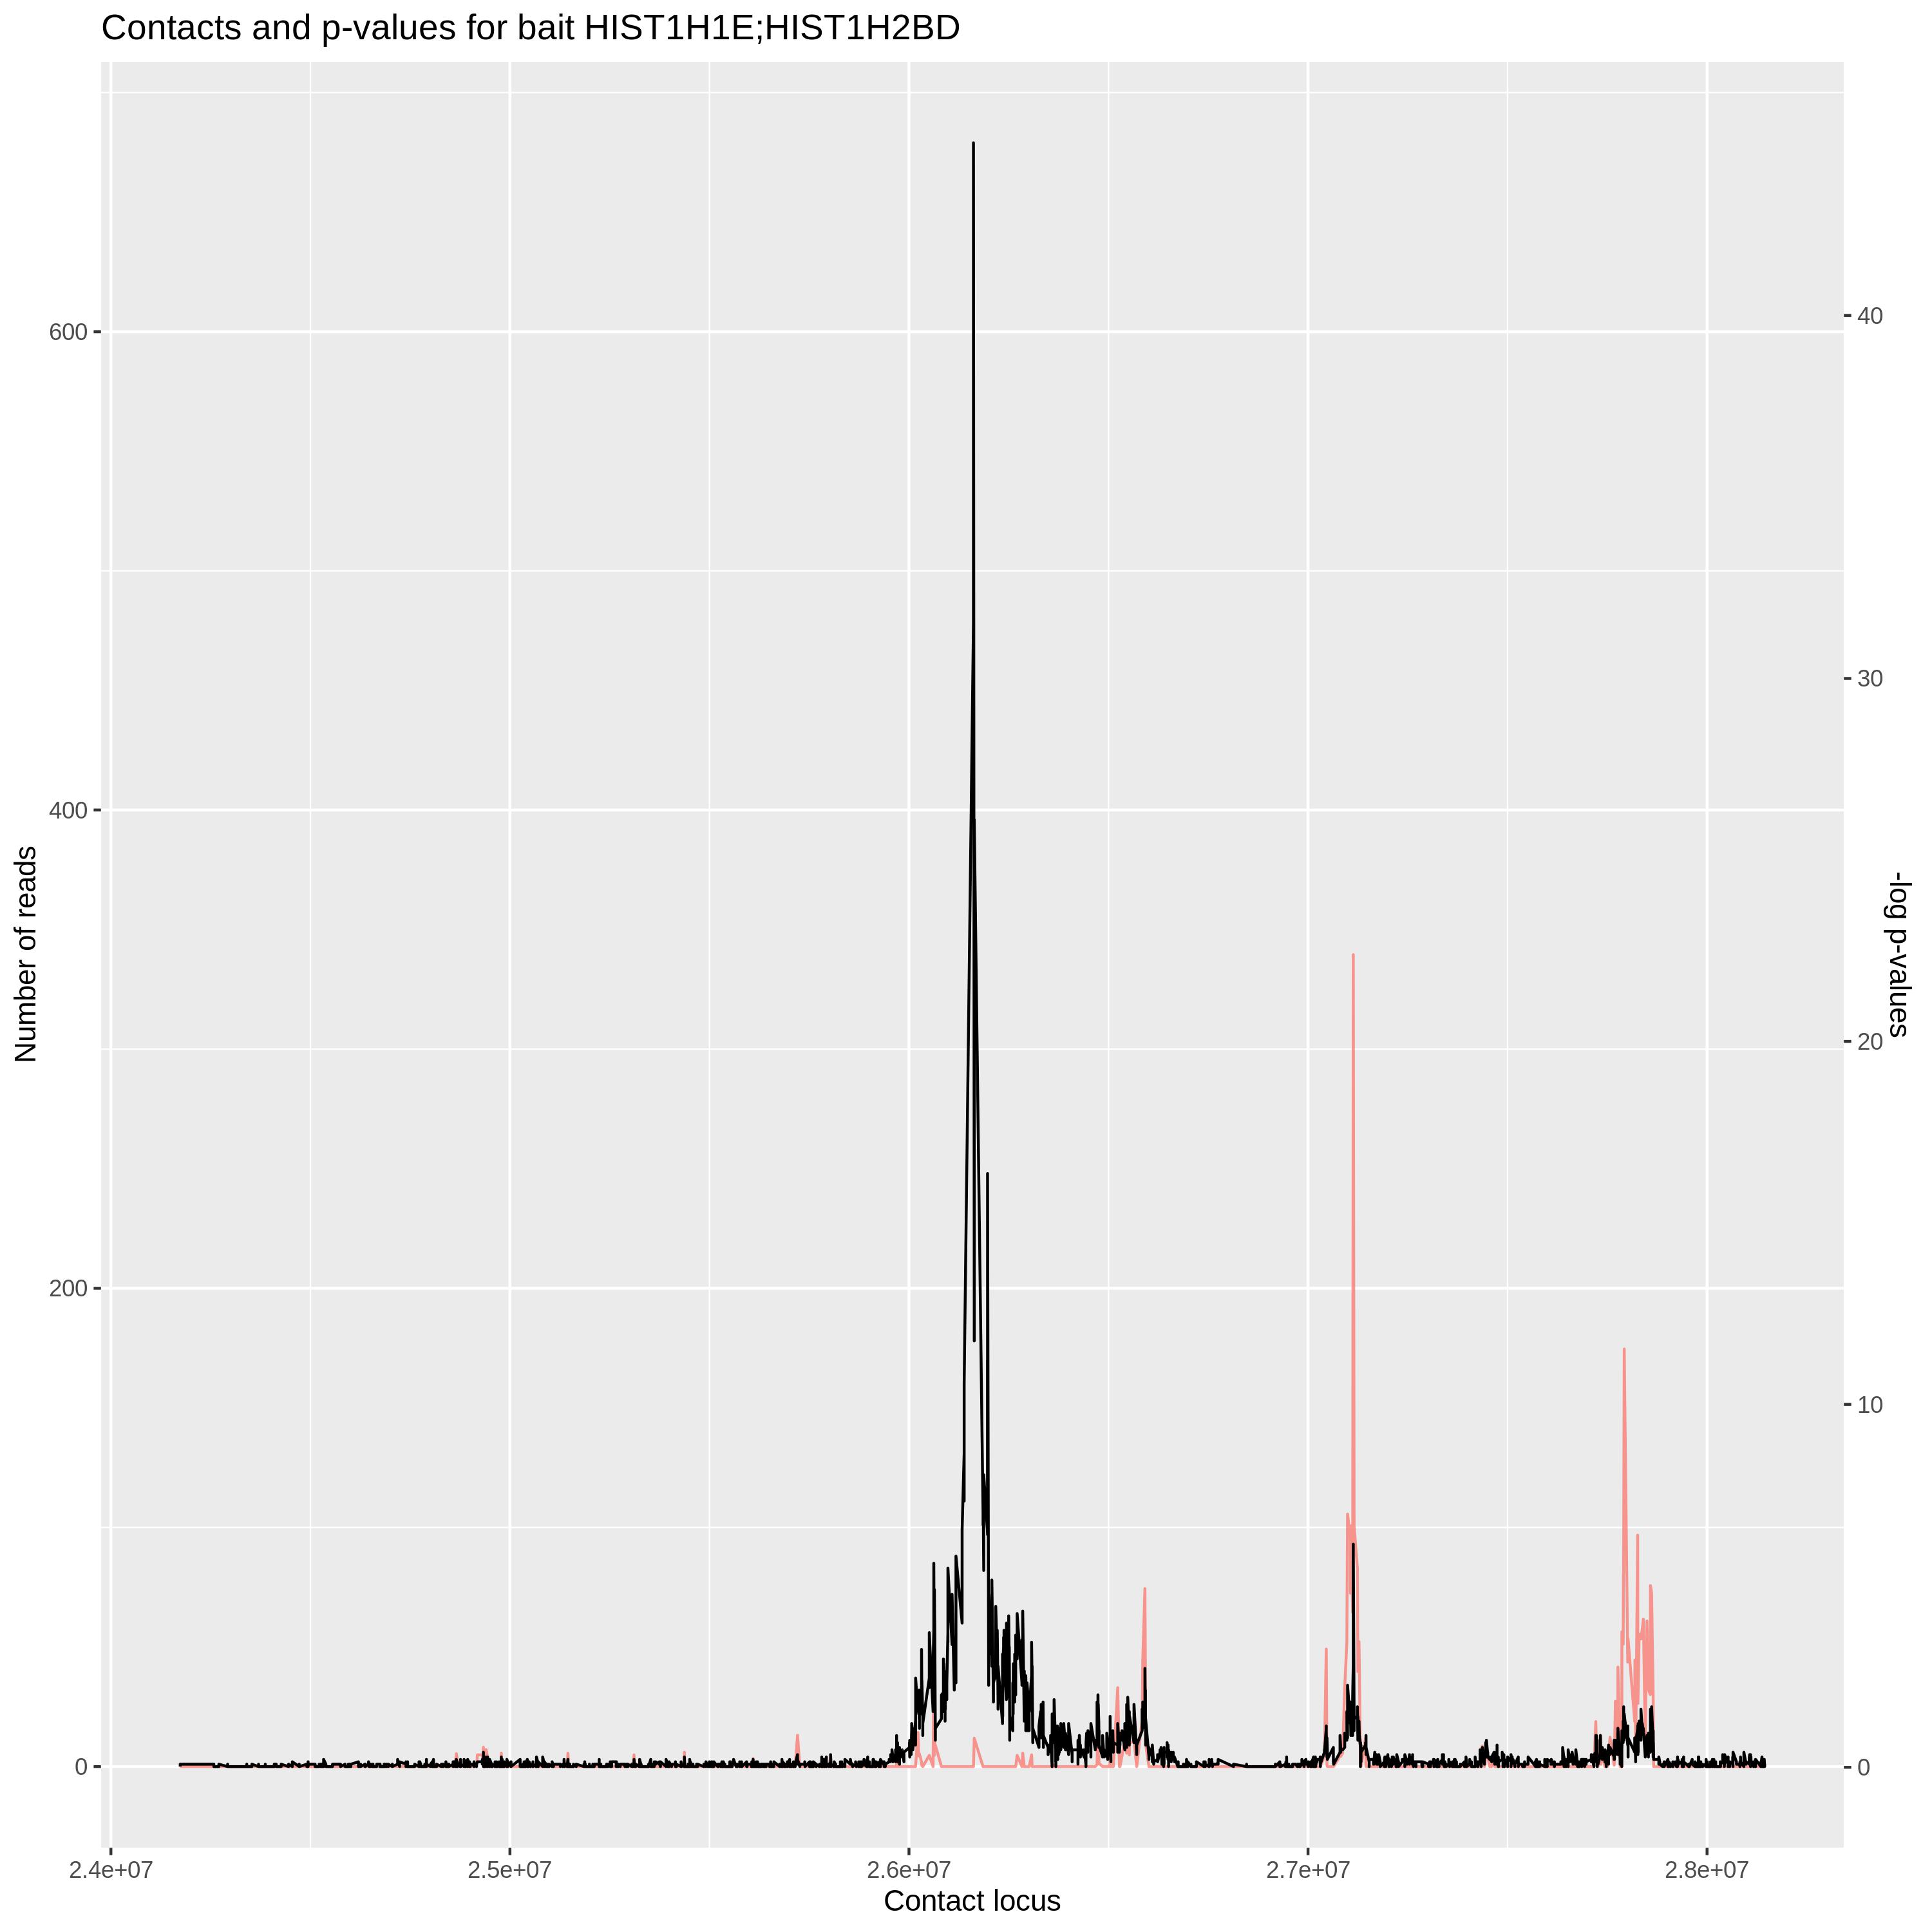 Contacts and p-values for bait HIST1H1E;HIST1H2BD
Number of reads
600
400
200
0
40
30
20
10
0
-log p-values
2.4e+07
2.5e+07
2.6e+07
2.7e+07
2.8e+07
Contact locus